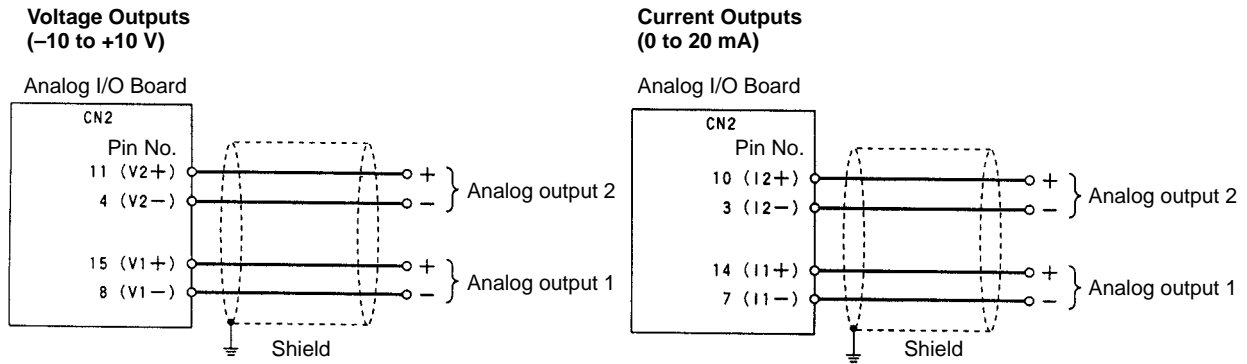 Voltage Outputs
(–10 to +10 V)
Analog I/O Board
CN2
Pin No.
11 (V2+)
4 (V2−)
+
−
Analog output 2
15 (V1+)
8 (V1−)
+
−
Analog output 1
Shield
Current Outputs
(0 to 20 mA)
Analog I/O Board
CN2
Pin No.
10 (I2+)
3 (I2−)
+
−
Analog output 2
14 (I1+)
7 (I1−)
+
−
Analog output 1
Shield